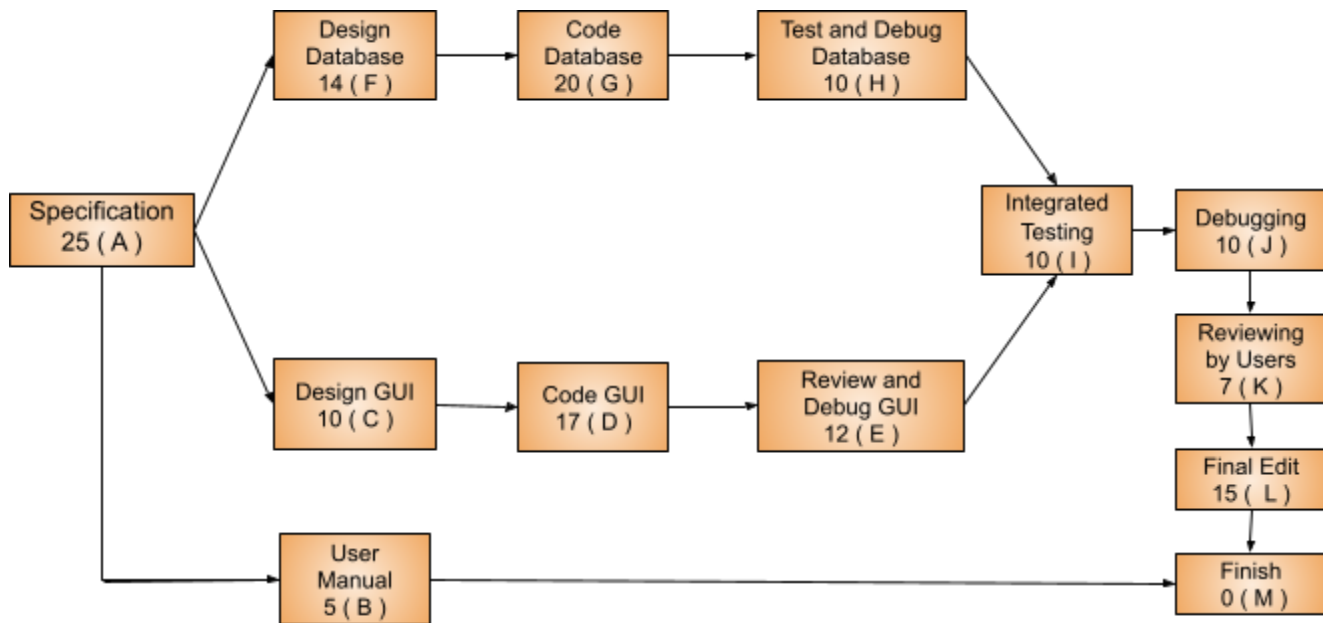 Design
Database
14 ( F )
Code
Database
20 ( G )
Test and Debug
Database
10 ( H )
Specification
25 ( A )
Integrated
Testing
10 ( I )
Debugging
10 ( J )
Reviewing
by Users
7 ( K )
Design GUI
10 ( C )
Code GUI
17 ( D )
Review and
Debug GUI
12 ( E )
Final Edit
15 (  L )
User
Manual
5 ( B )
Finish
0 ( M )